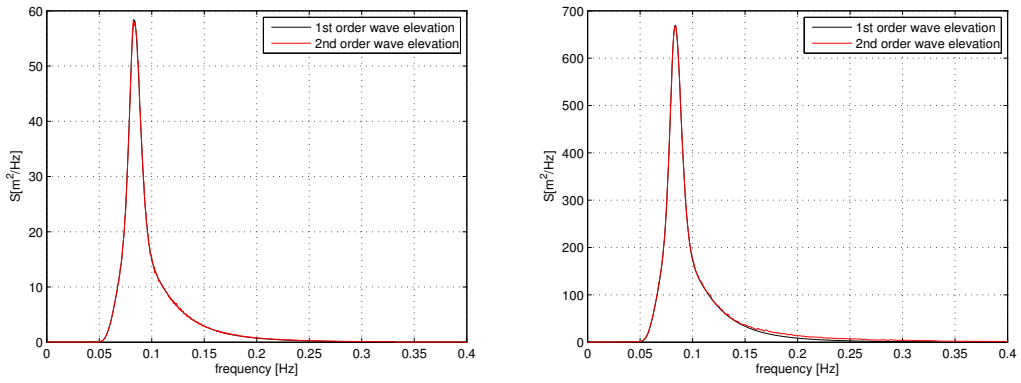 60
50
40
30
20
10
0
S[m²/Hz]
1st order wave elevation
2nd order wave elevation
0 0.05 0.1 0.15 0.2 0.25 0.3 0.35 0.4
frequency [Hz]
700
600
500
400
300
200
100
0
S[m²/Hz]
1st order wave elevation
2nd order wave elevation
0 0.05 0.1 0.15 0.2 0.25 0.3 0.35 0.4
frequency [Hz]